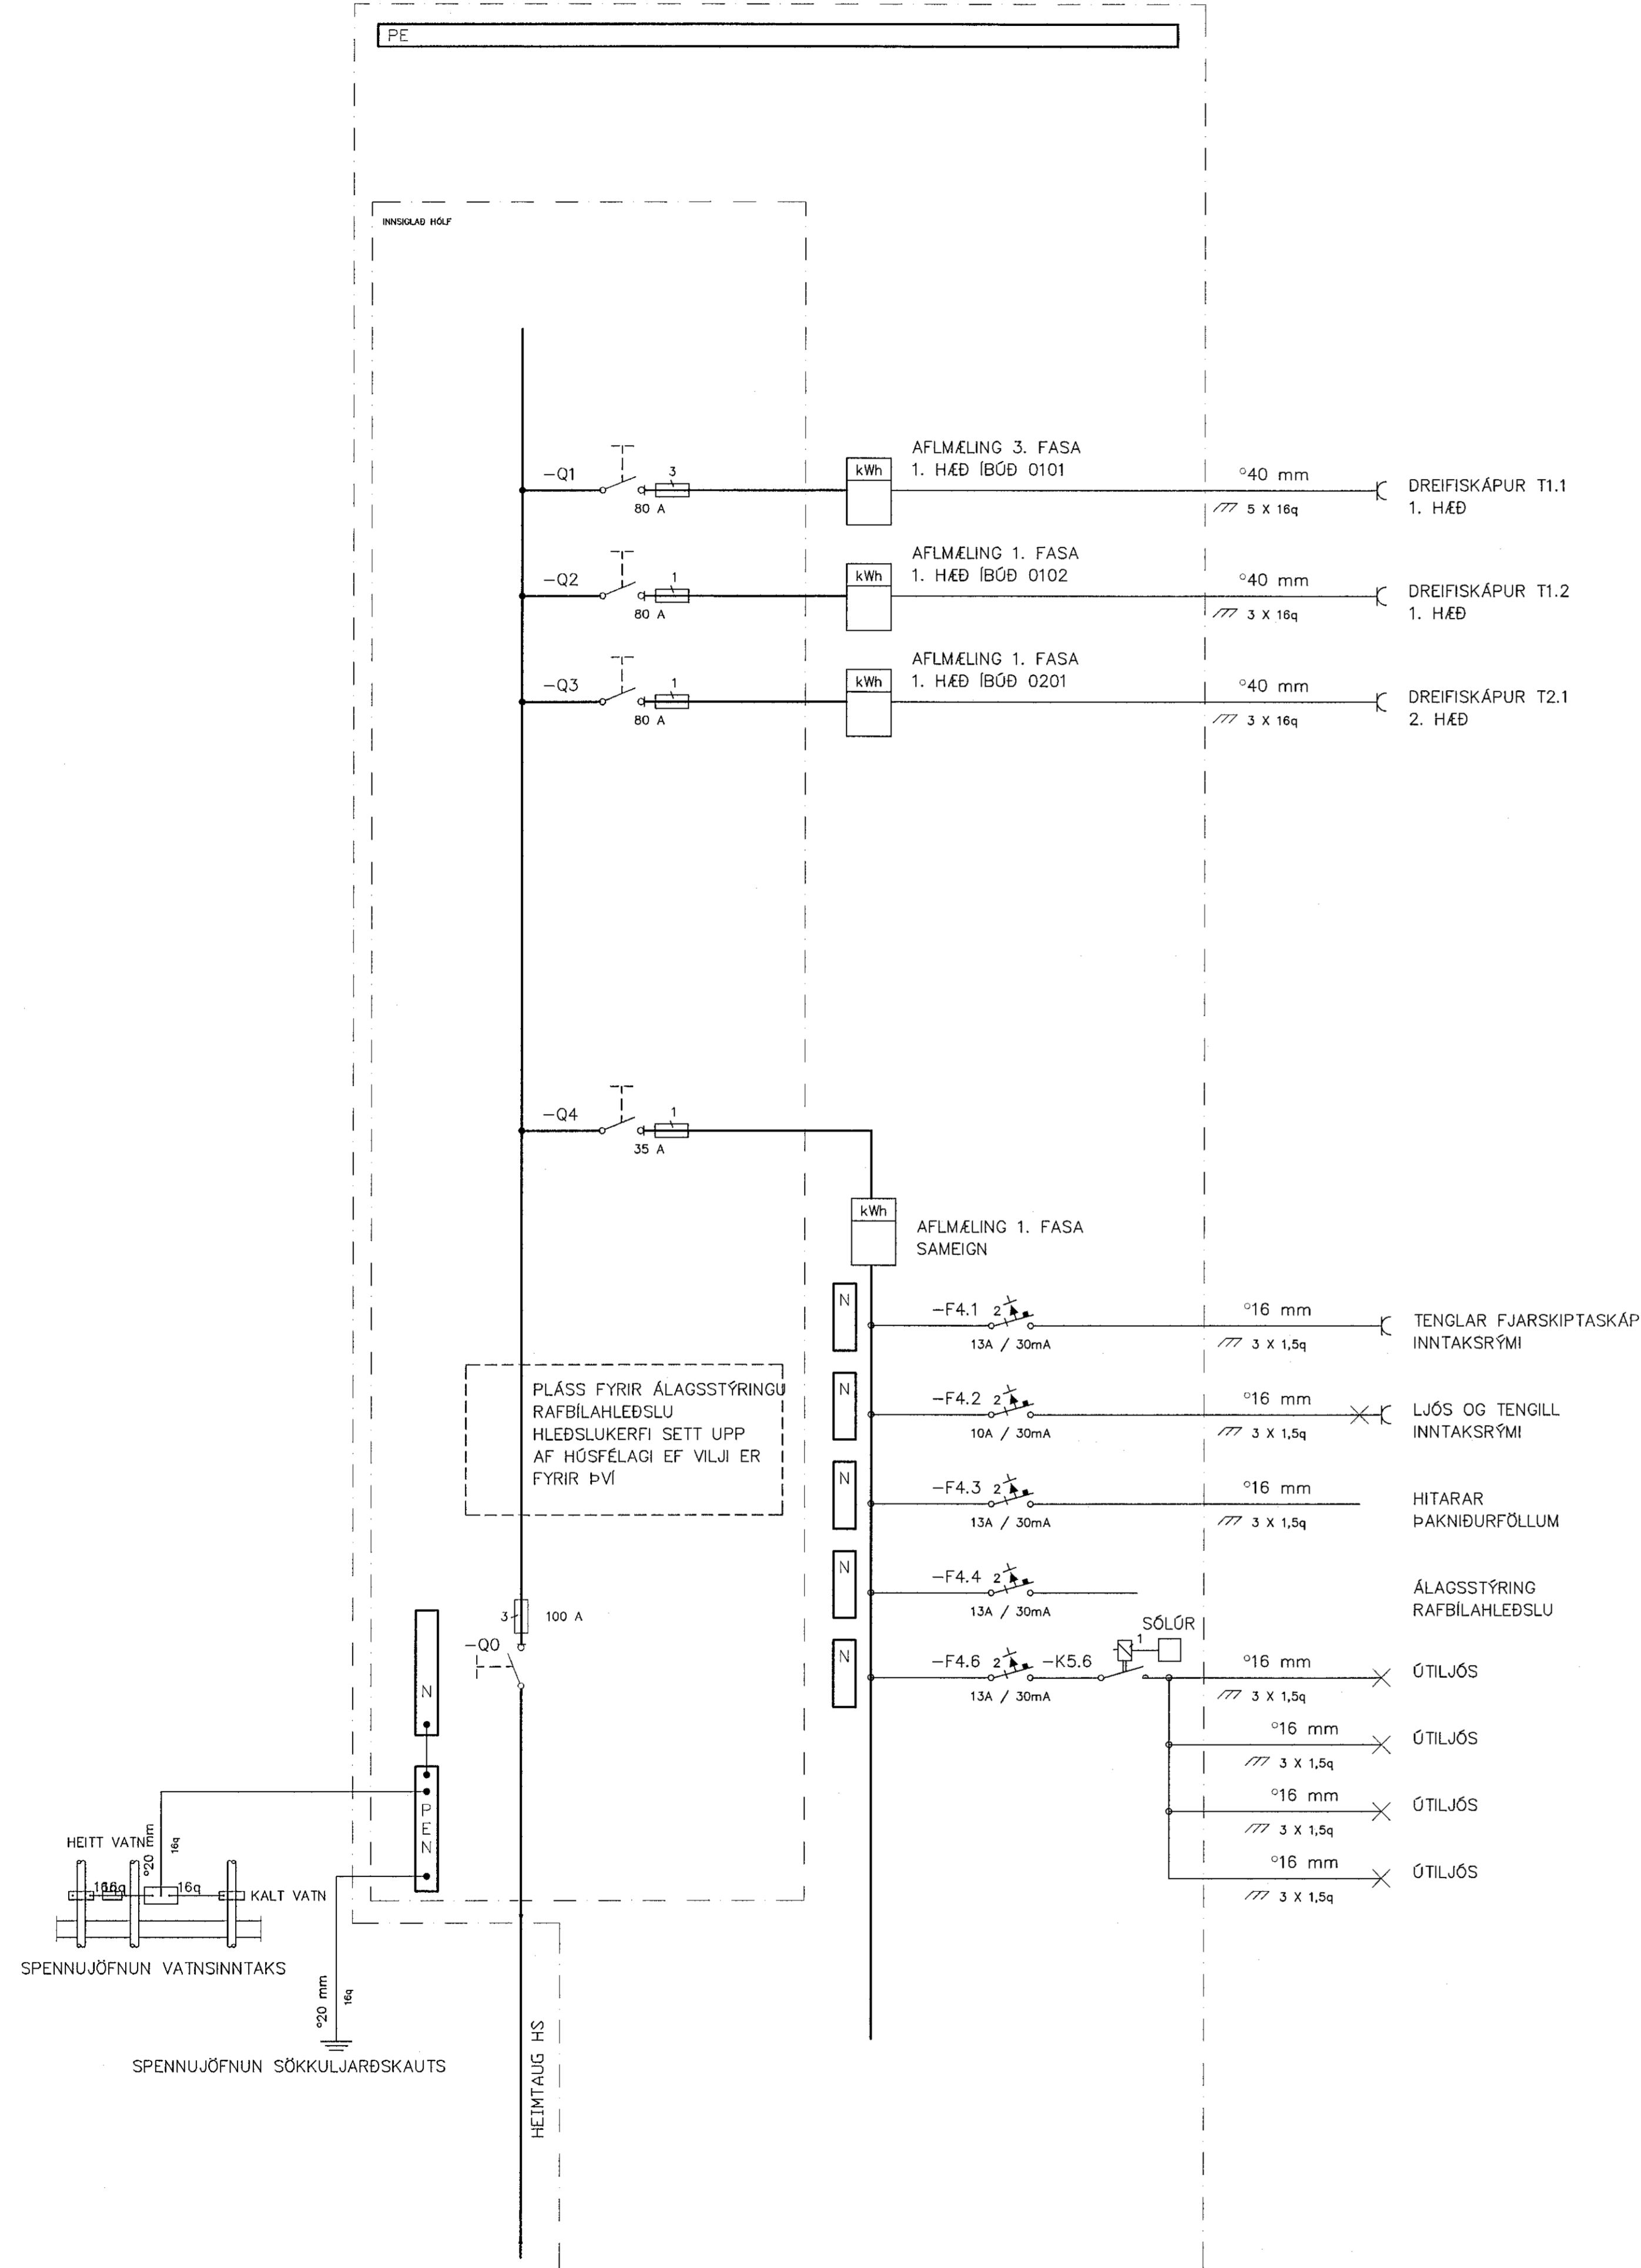 PE
INNSIGLAÐ HÓLF
-Q1
3
80 A
kWh
AFLMÆLING 3. FASA
1. HÆÐ ÍBÚÐ 0101
°40 mm
5 X 16q
DREIFISKÁPUR T1.1
1. HÆÐ
-Q2
1
80 A
kWh
AFLMÆLING 1. FASA
1. HÆÐ ÍBÚÐ 0102
°40 mm
3 X 16q
DREIFISKÁPUR T1.2
1. HÆÐ
-Q3
1
80 A
kWh
AFLMÆLING 1. FASA
1. HÆÐ ÍBÚÐ 0201
°40 mm
3 X 16q
DREIFISKÁPUR T2.1
2. HÆÐ
-Q4
1
35 A
kWh
AFLMÆLING 1. FASA
SAMEIGN
N
-F4.1 2
13A / 30mA
°16 mm
3 X 1,5q
TENGLAR FJARSKIPTASKÁP
INNTAKSRÝMI
PLÁSS FYRIR ÁLAGSSTÝRINGU
RAFBÍLAHLEÐSLU
HLEÐSLUKERFI SETT UPP
AF HÚSFÉLAGI EF VILJI ER
FYRIR ÞVÍ
N
-F4.2 2
10A / 30mA
°16 mm
3 X 1,5q
LJÓS OG TENGILL
INNTAKSRÝMI
N
-F4.3 2
13A / 30mA
°16 mm
3 X 1,5q
HITARAR
ÞAKNIÐURFÖLLUM
N
-F4.4 2
13A / 30mA
ÁLAGSSTÝRING
RAFBÍLAHLEÐSLU
3
100 A
-Q0
N
-F4.6 2
13A / 30mA
-K5.6
1
SÓLÚR
°16 mm
3 X 1,5q
ÚTILJÓS
°16 mm
3 X 1,5q
ÚTILJÓS
°16 mm
3 X 1,5q
ÚTILJÓS
°16 mm
3 X 1,5q
ÚTILJÓS
N
PEN
HEITT VATN
°20 mm
16q
16q
16q
KALT VATN
SPENNUJÖFNUN VATNSINNTAKS
°20 mm
16q
SPENNUJÖFNUN SÖKKULJARÐSKAUTS
HEIMTAUG HS